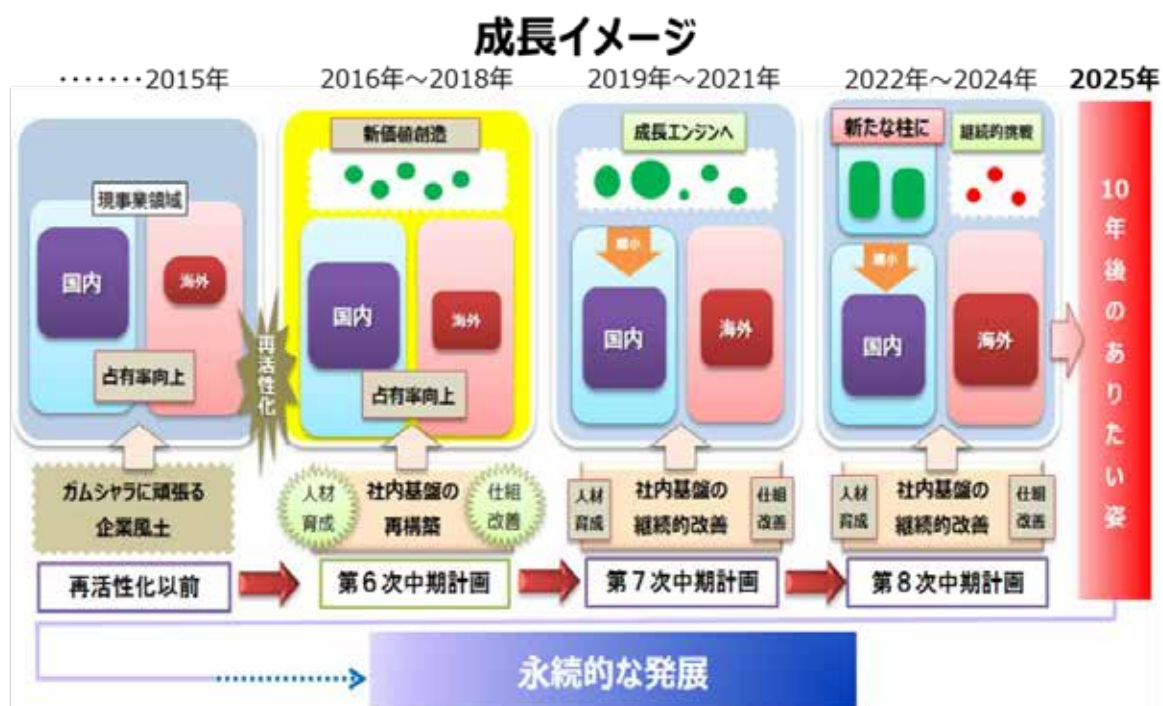 成長イメージ
・・・・・・・2015年
2016年～2018年
2019年～2021年
2022年～2024年
2025年
現事業領域
国内
海外
占有率向上
再活性化
新価値創造
国内
海外
占有率向上
成長エンジンへ
縮小
国内
海外
新たな柱に
継続的挑戦
縮小
国内
海外
10年後のありたい姿
ガムシャラに頑張る
企業風土
人材
育成
社内基盤の
再構築
仕組
改善
人材
育成
社内基盤の
継続的改善
仕組
改善
人材
育成
社内基盤の
継続的改善
仕組
改善
再活性化以前
第6次中期計画
第7次中期計画
第8次中期計画
永続的な発展